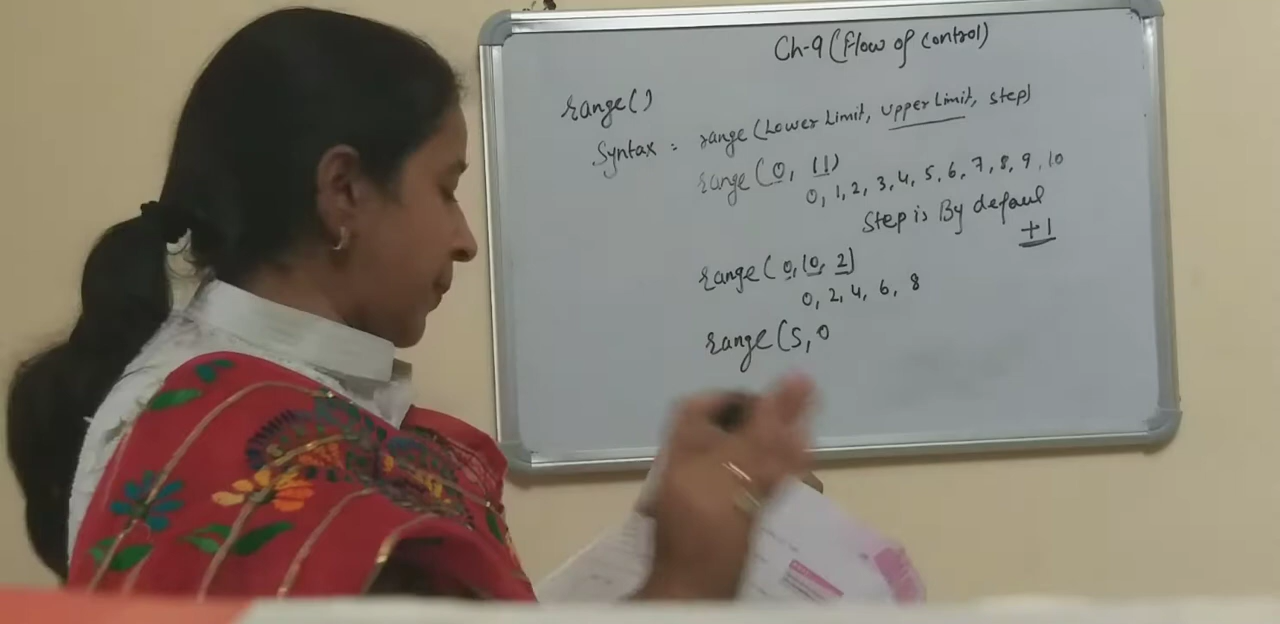 Ch-9 (Flow of control)
range()
Syntax = range (Lower Limit, Upper Limit, step)
range (0, 11)
0, 1, 2, 3, 4, 5, 6, 7, 8, 9, 10
Step is By defaul
+1
range (0, 10, 2)
0, 2, 4, 6, 8
range (5, 0